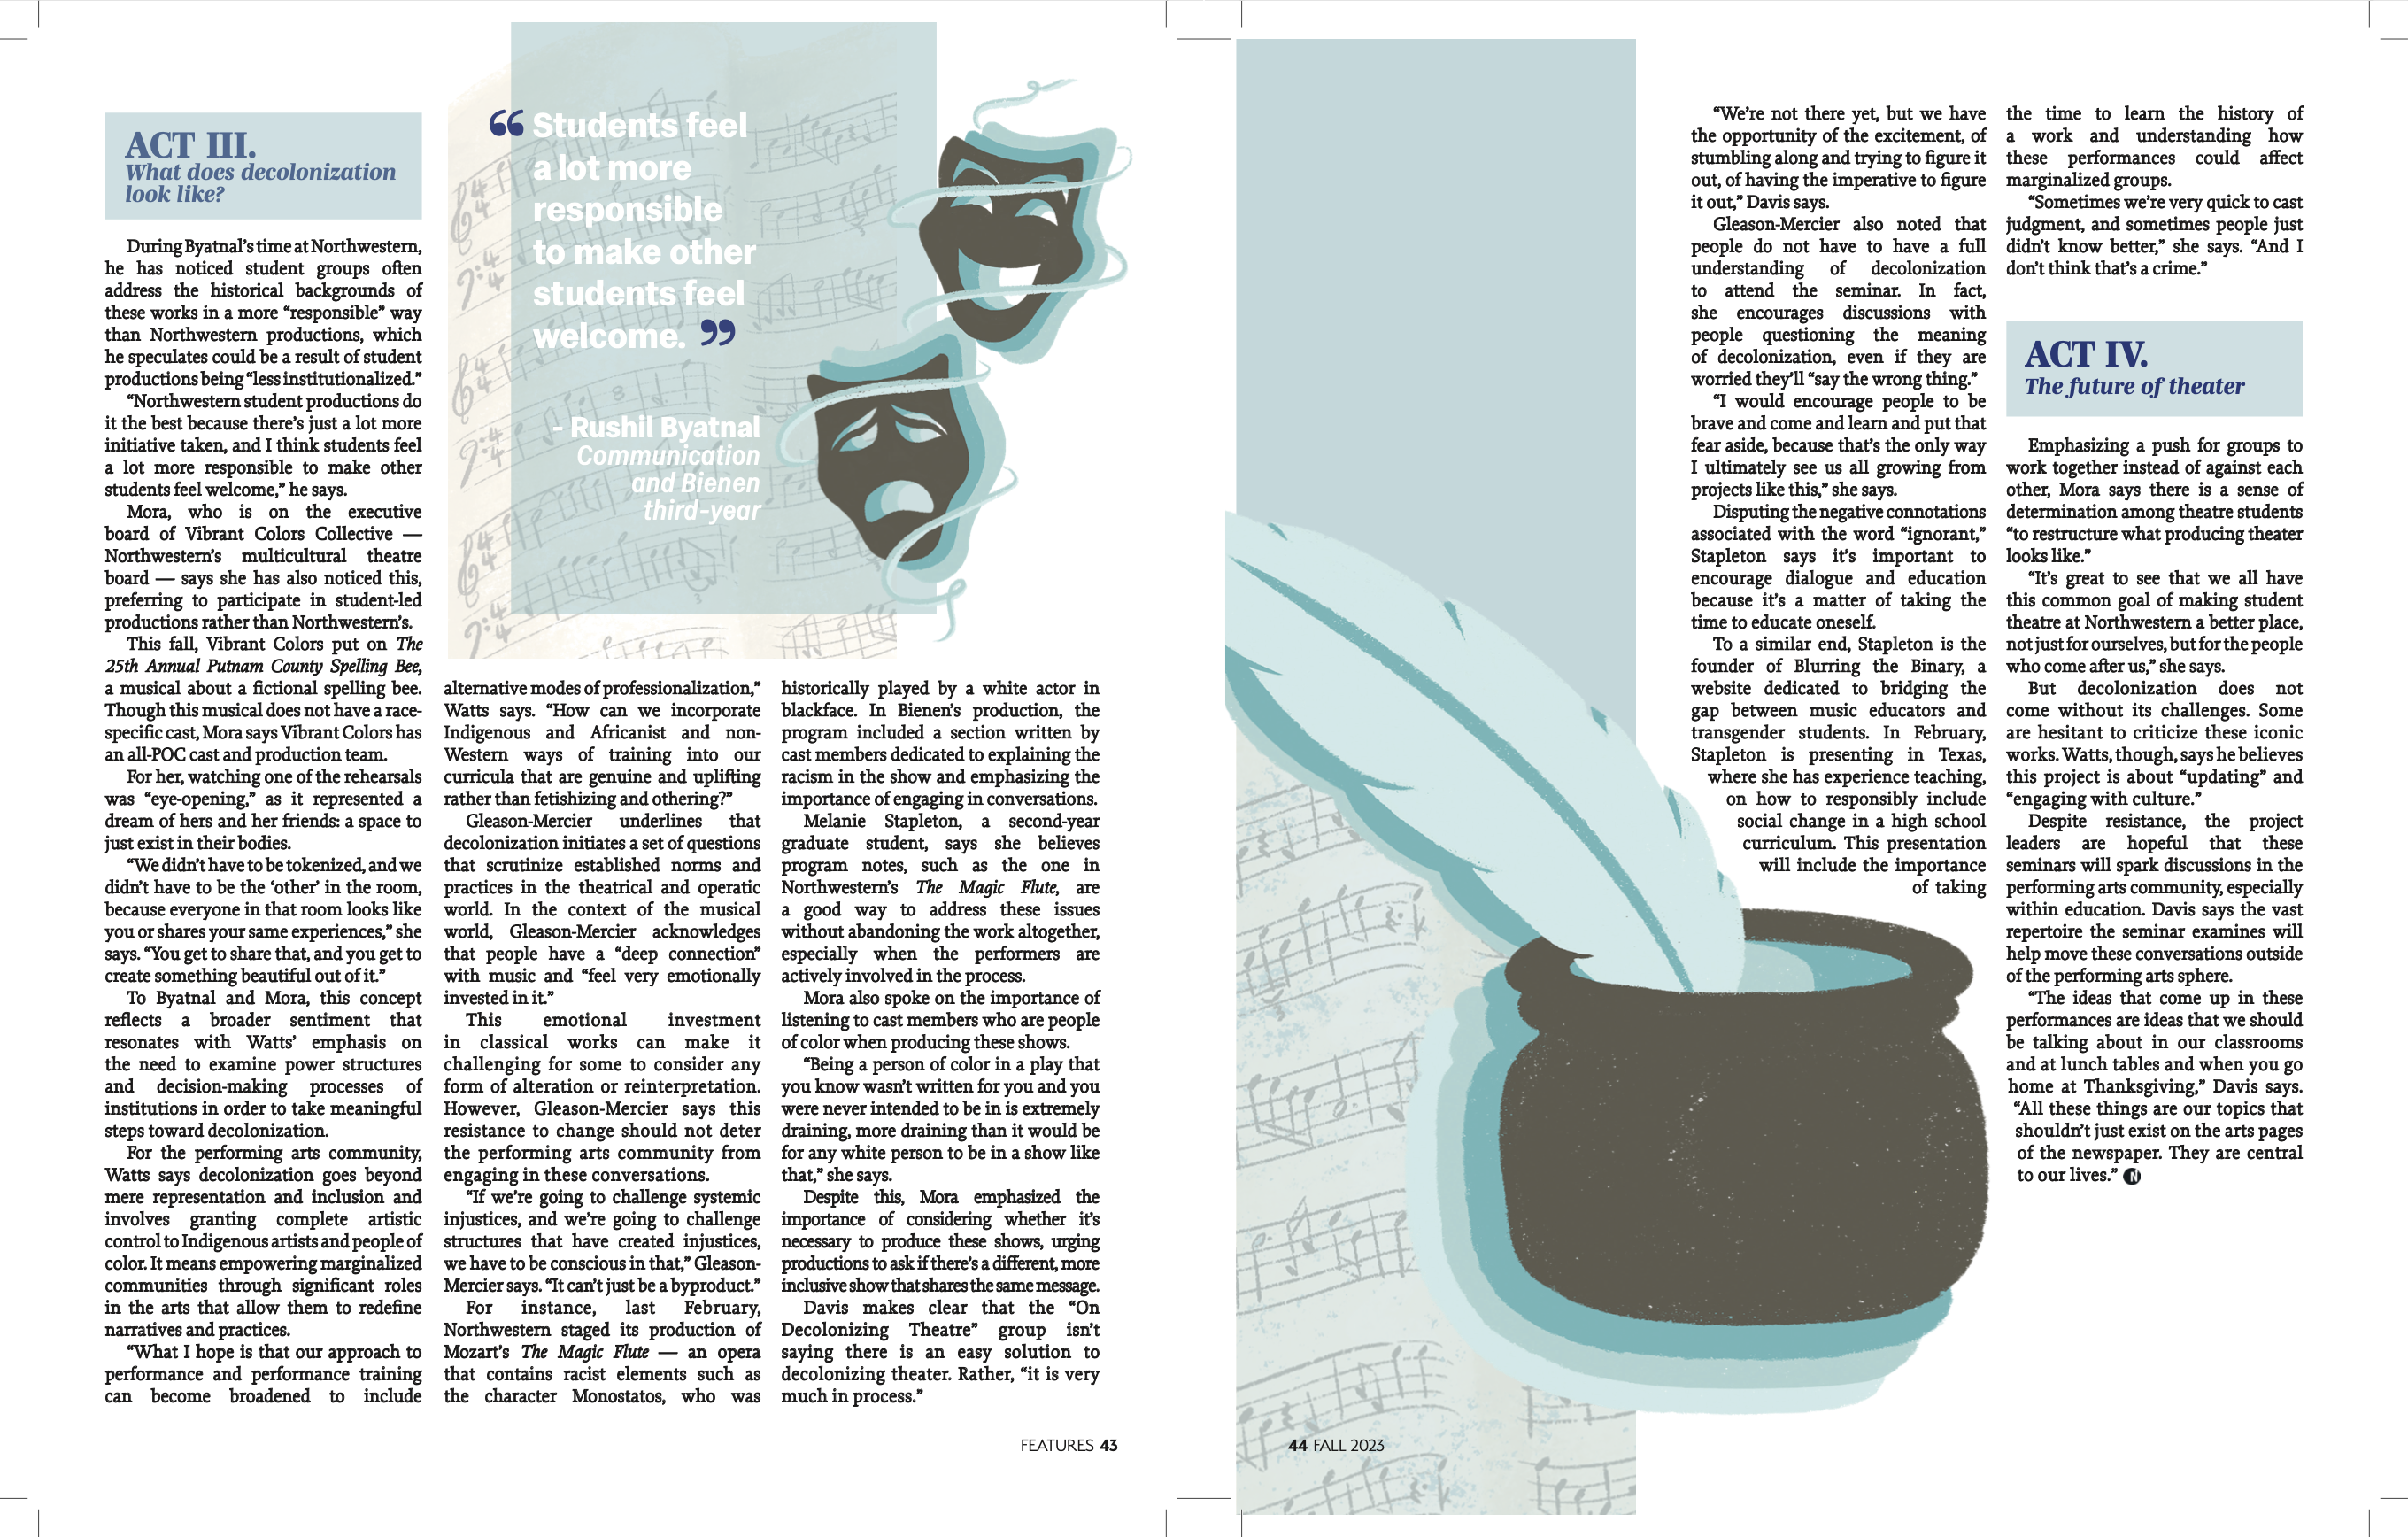 ACT III.
What does decolonization
look like?
During Byatnal’s time at Northwestern,
he has noticed student groups often
address the historical backgrounds of
these works in a more “responsible” way
than Northwestern productions, which
he speculates could be a result of student
productions being “less institutionalized.”
“Northwestern student productions do
it the best because there’s just a lot more
initiative taken, and I think students feel
a lot more responsible to make other
students feel welcome,” he says.
Mora, who is on the executive
board of Vibrant Colors Collective —
Northwestern’s multicultural theatre
board — says she has also noticed this,
preferring to participate in student-led
productions rather than Northwestern’s.
This fall, Vibrant Colors put on The
25th Annual Putnam County Spelling Bee,
a musical about a fictional spelling bee.
Though this musical does not have a race-
specific cast, Mora says Vibrant Colors has
an all-POC cast and production team.
For her, watching one of the rehearsals
was “eye-opening,” as it represented a
dream of hers and her friends: a space to
just exist in their bodies.
“We didn’t have to be tokenized, and we
didn’t have to be the ‘other’ in the room,
because everyone in that room looks like
you or shares your same experiences,” she
says. “You get to share that, and you get to
create something beautiful out of it.”
To Byatnal and Mora, this concept
reflects a broader sentiment that
resonates with Watts’ emphasis on
the need to examine power structures
and decision-making processes of
institutions in order to take meaningful
steps toward decolonization.
For the performing arts community,
Watts says decolonization goes beyond
mere representation and inclusion and
involves granting complete artistic
control to Indigenous artists and people of
color. It means empowering marginalized
communities through significant roles
in the arts that allow them to redefine
narratives and practices.
“What I hope is that our approach to
performance and performance training
can become broadened to include
“ Students feel
a lot more
responsible
to make other
students feel
welcome. ”
- Rushil Byatnal
Communication
and Bienen
third-year
alternative modes of professionalization,”
Watts says. “How can we incorporate
Indigenous and Africanist and non-
Western ways of training into our
curricula that are genuine and uplifting
rather than fetishizing and othering?”
Gleason-Mercier underlines that
decolonization initiates a set of questions
that scrutinize established norms and
practices in the theatrical and operatic
world. In the context of the musical
world, Gleason-Mercier acknowledges
that people have a “deep connection”
with music and “feel very emotionally
invested in it.”
This emotional investment
in classical works can make it
challenging for some to consider any
form of alteration or reinterpretation.
However, Gleason-Mercier says this
resistance to change should not deter
the performing arts community from
engaging in these conversations.
“If we’re going to challenge systemic
injustices, and we’re going to challenge
structures that have created injustices,
we have to be conscious in that,” Gleason-
Mercier says. “It can’t just be a byproduct.”
For instance, last February,
Northwestern staged its production of
Mozart’s The Magic Flute — an opera
that contains racist elements such as
the character Monostatos, who was
historically played by a white actor in
blackface. In Bienen’s production, the
program included a section written by
cast members dedicated to explaining the
racism in the show and emphasizing the
importance of engaging in conversations.
Melanie Stapleton, a second-year
graduate student, says she believes
program notes, such as the one in
Northwestern’s The Magic Flute, are
a good way to address these issues
without abandoning the work altogether,
especially when the performers are
actively involved in the process.
Mora also spoke on the importance of
listening to cast members who are people
of color when producing these shows.
“Being a person of color in a play that
you know wasn’t written for you and you
were never intended to be in is extremely
draining, more draining than it would be
for any white person to be in a show like
that,” she says.
Despite this, Mora emphasized the
importance of considering whether it’s
necessary to produce these shows, urging
productions to ask if there’s a different, more
inclusive show that shares the same message.
Davis makes clear that the “On
Decolonizing Theatre” group isn’t
saying there is an easy solution to
decolonizing theater. Rather, “it is very
much in process.”
FEATURES 43
“We’re not there yet, but we have
the opportunity of the excitement, of
stumbling along and trying to figure it
out, of having the imperative to figure
it out,” Davis says.
Gleason-Mercier also noted that
people do not have to have a full
understanding of decolonization
to attend the seminar. In fact,
she encourages discussions with
people questioning the meaning
of decolonization, even if they are
worried they’ll “say the wrong thing.”
“I would encourage people to be
brave and come and learn and put that
fear aside, because that’s the only way
I ultimately see us all growing from
projects like this,” she says.
Disputing the negative connotations
associated with the word “ignorant,”
Stapleton says it’s important to
encourage dialogue and education
because it’s a matter of taking the
time to educate oneself.
To a similar end, Stapleton is the
founder of Blurring the Binary, a
website dedicated to bridging the
gap between music educators and
transgender students. In February,
Stapleton is presenting in Texas,
where she has experience teaching,
on how to responsibly include
social change in a high school
curriculum. This presentation
will include the importance
of taking
the time to learn the history of
a work and understanding how
these performances could affect
marginalized groups.
“Sometimes we’re very quick to cast
judgment, and sometimes people just
didn’t know better,” she says. “And I
don’t think that’s a crime.”
ACT IV.
The future of theater
Emphasizing a push for groups to
work together instead of against each
other, Mora says there is a sense of
determination among theatre students
“to restructure what producing theater
looks like.”
“It’s great to see that we all have
this common goal of making student
theatre at Northwestern a better place,
not just for ourselves, but for the people
who come after us,” she says.
But decolonization does not
come without its challenges. Some
are hesitant to criticize these iconic
works. Watts, though, says he believes
this project is about “updating” and
“engaging with culture.”
Despite resistance, the project
leaders are hopeful that these
seminars will spark discussions in the
performing arts community, especially
within education. Davis says the vast
repertoire the seminar examines will
help move these conversations outside
of the performing arts sphere.
“The ideas that come up in these
performances are ideas that we should
be talking about in our classrooms
and at lunch tables and when you go
home at Thanksgiving,” Davis says.
“All these things are our topics that
shouldn’t just exist on the arts pages
of the newspaper. They are central
to our lives.” N
44 FALL 2023